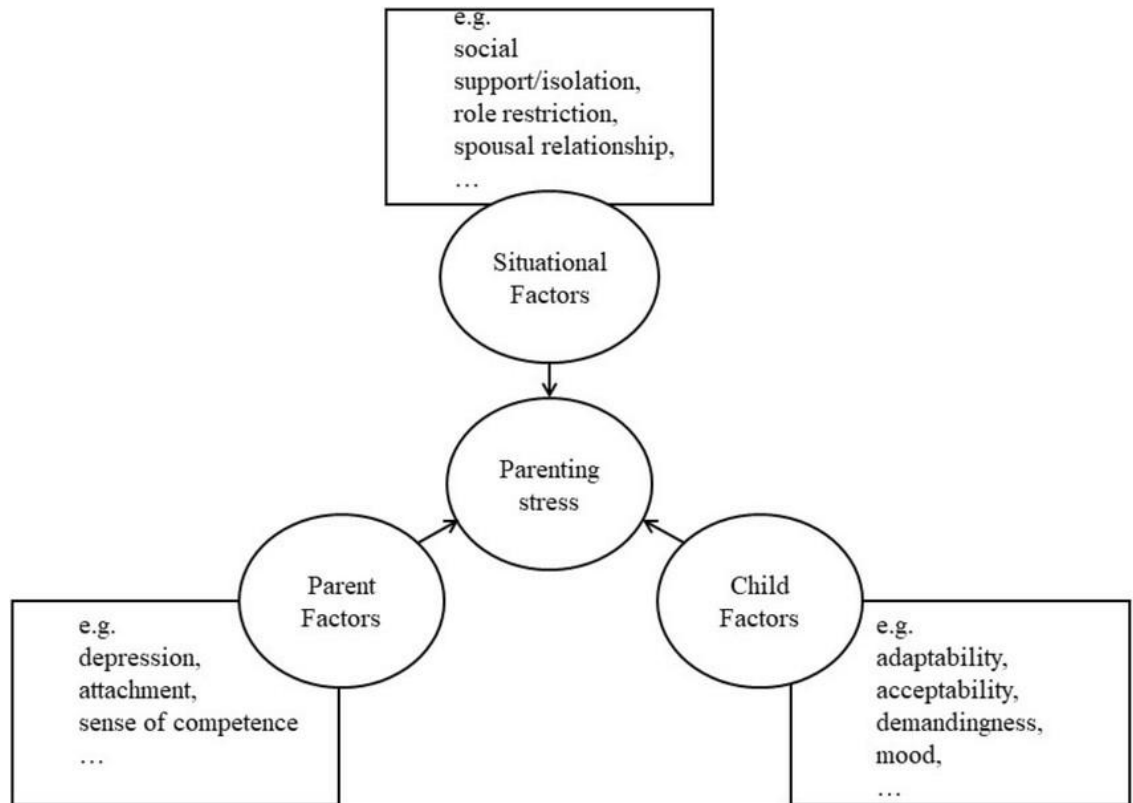 e.g.
social
support/isolation,
role restriction,
spousal relationship,
…
Situational
Factors
Parenting
stress
Parent
Factors
e.g.
depression,
attachment,
sense of competence
…
Child
Factors
e.g.
adaptability,
acceptability,
demandingness,
mood,
…